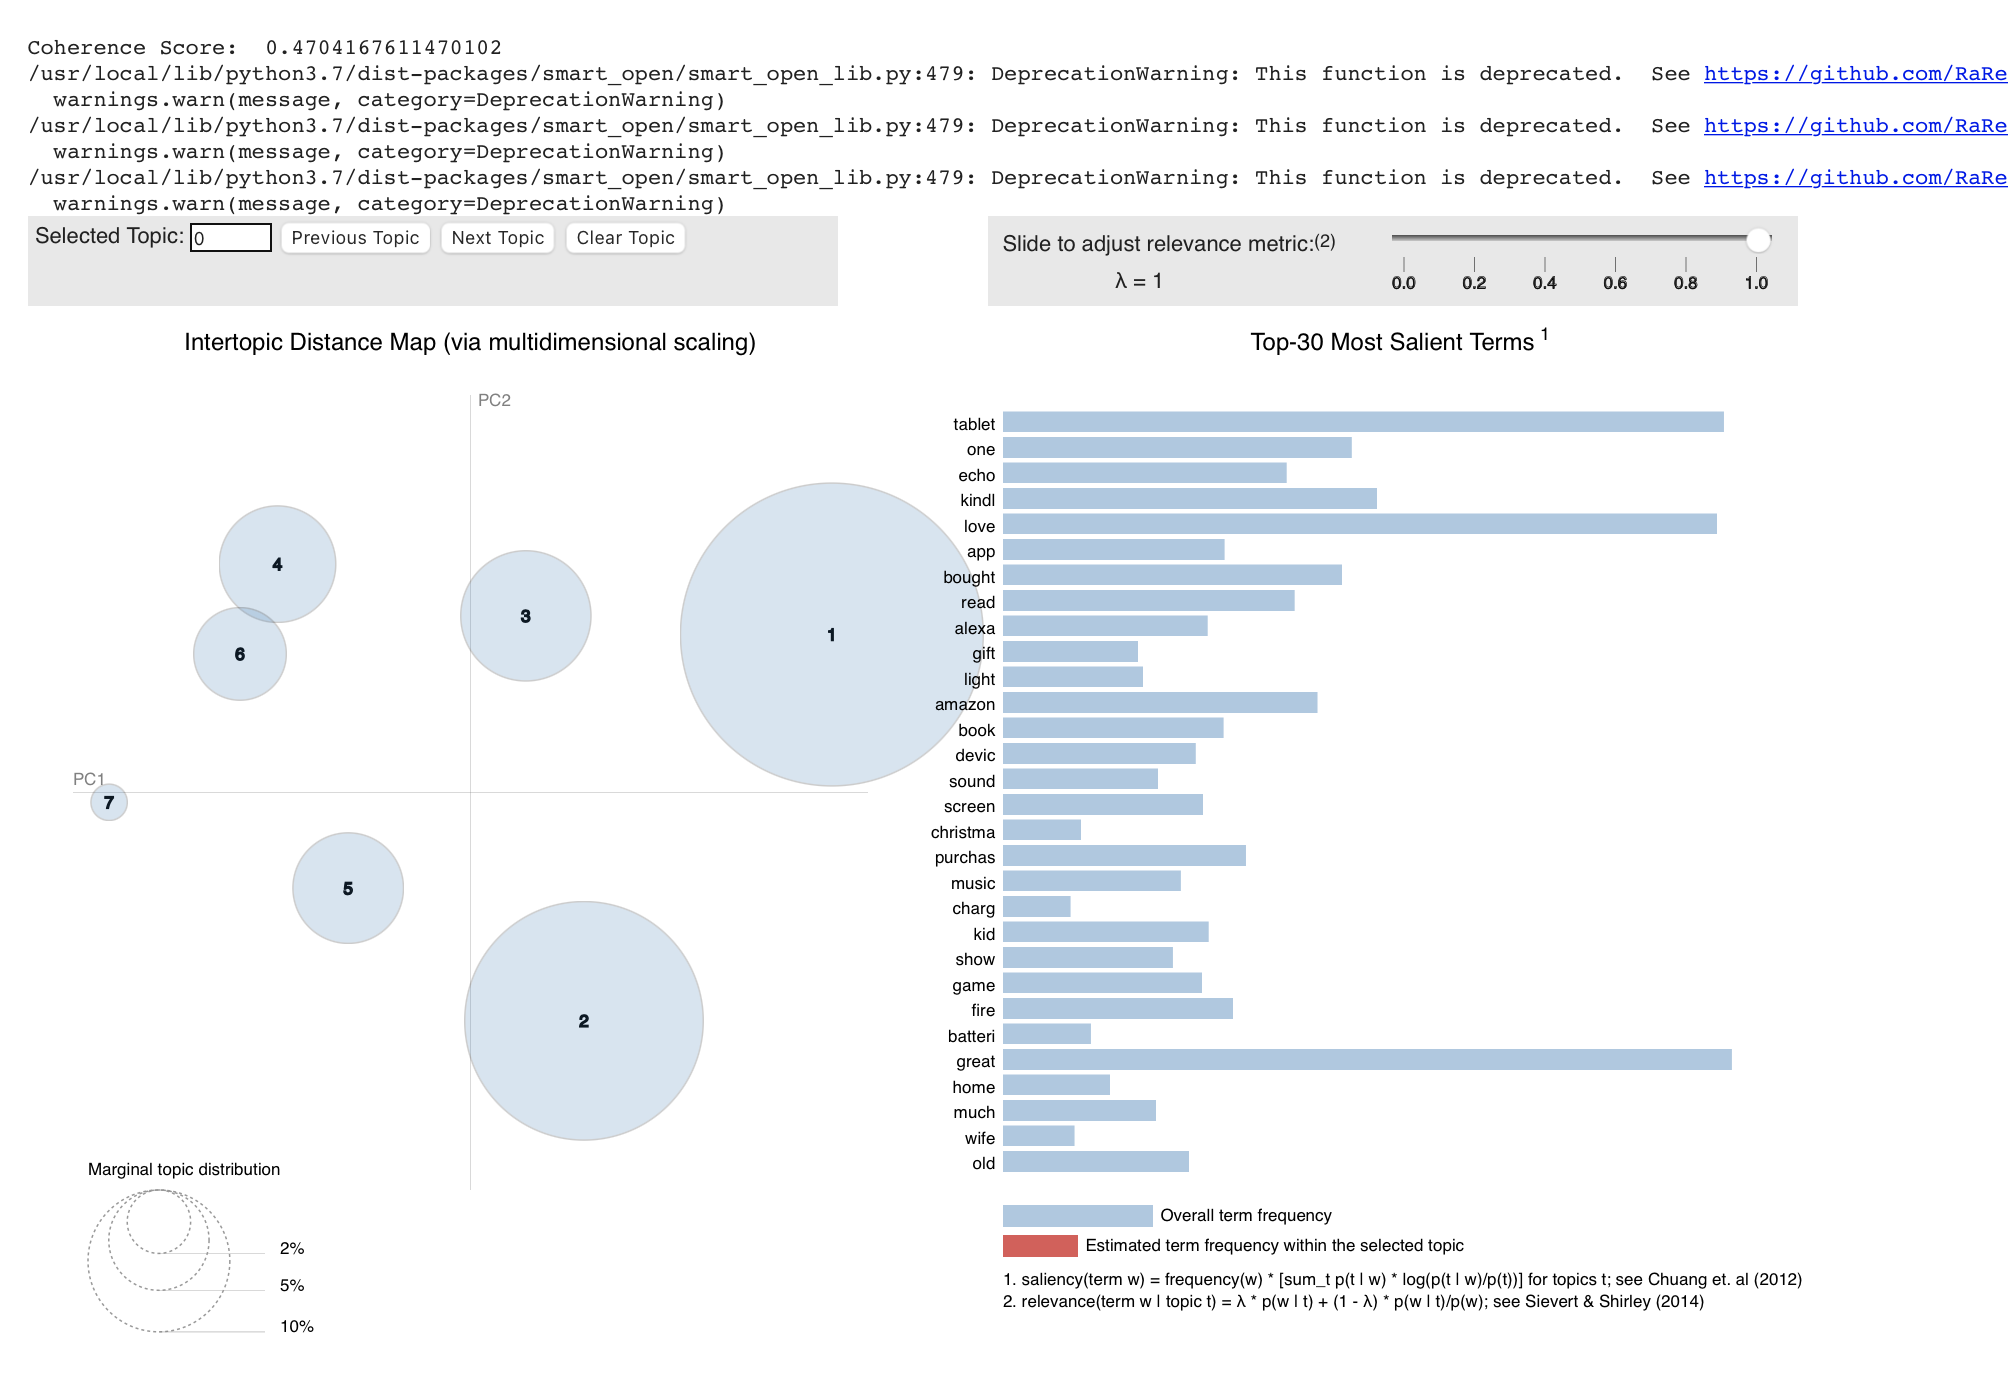 Coherence Score:  0.4704167611470102
/usr/local/lib/python3.7/dist-packages/smart_open/smart_open_lib.py:479: DeprecationWarning: This function is deprecated.  See https://github.com/RaRe
  warnings.warn(message, category=DeprecationWarning)
/usr/local/lib/python3.7/dist-packages/smart_open/smart_open_lib.py:479: DeprecationWarning: This function is deprecated.  See https://github.com/RaRe
  warnings.warn(message, category=DeprecationWarning)
/usr/local/lib/python3.7/dist-packages/smart_open/smart_open_lib.py:479: DeprecationWarning: This function is deprecated.  See https://github.com/RaRe
  warnings.warn(message, category=DeprecationWarning)
Selected Topic: 0 Previous Topic Next Topic Clear Topic
Slide to adjust relevance metric:(2)
λ = 1
0.0 0.2 0.4 0.6 0.8 1.0
Intertopic Distance Map (via multidimensional scaling)
PC2
4
3
1
6
PC1
7
5
2
Marginal topic distribution
2%
5%
10%
Top-30 Most Salient Terms 1
tablet
one
echo
kindl
love
app
bought
read
alexa
gift
light
amazon
book
devic
sound
screen
christma
purchas
music
charg
kid
show
game
fire
batteri
great
home
much
wife
old
Overall term frequency
Estimated term frequency within the selected topic
1. saliency(term w) = frequency(w) * [sum_t p(t | w) * log(p(t | w)/p(t))] for topics t; see Chuang et. al (2012)
2. relevance(term w | topic t) = λ * p(w | t) + (1 - λ) * p(w | t)/p(w); see Sievert & Shirley (2014)